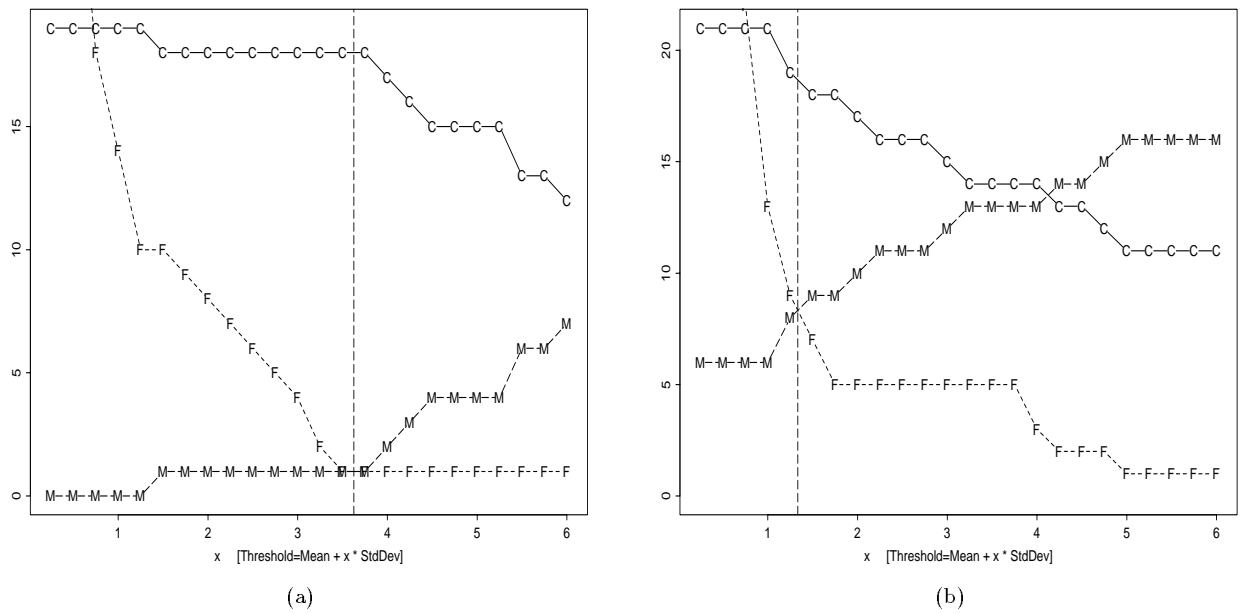 C C C C C C C C C C C C C C C C C C C C C C C C
F F F F F F F F F F F F F F F F F F F F F F
M M M M M M M M M M M M M M M M M M M M M M M M
0 5 10 15
1 2 3 4 5 6
x [Threshold=Mean + x * StdDev]
(a)
C C C C C C C C C C C C C C C C C C C C C C C C
M M M M M M M M M M M M M M M M M M M M M M M M
F F F F F F F F F F F F F F F F F F F F F
0 5 10 15 20
1 2 3 4 5 6
x [Threshold=Mean + x * StdDev]
(b)